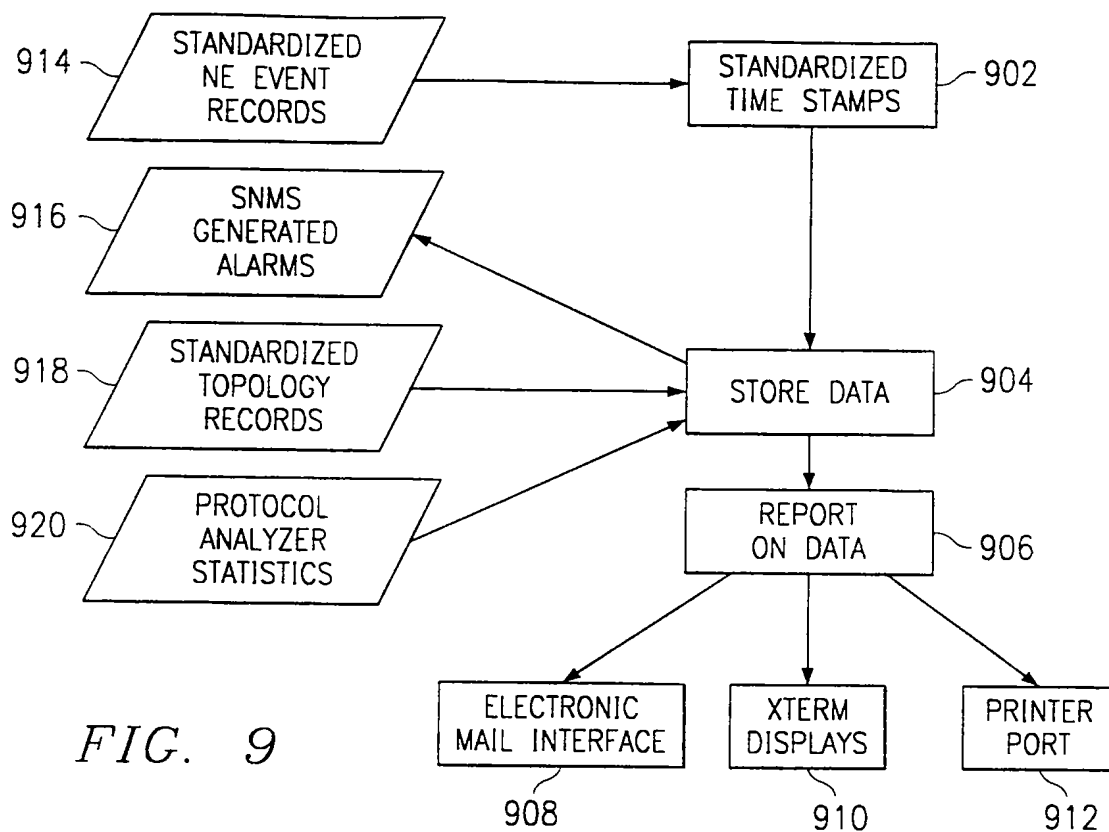 914
STANDARDIZED
NE EVENT
RECORDS
STANDARDIZED
TIME STAMPS
902
916
SNMS
GENERATED
ALARMS
918
STANDARDIZED
TOPOLOGY
RECORDS
STORE DATA
904
920
PROTOCOL
ANALYZER
STATISTICS
REPORT
ON DATA
906
FIG. 9
ELECTRONIC
MAIL INTERFACE
908
XTERM
DISPLAYS
910
PRINTER
PORT
912